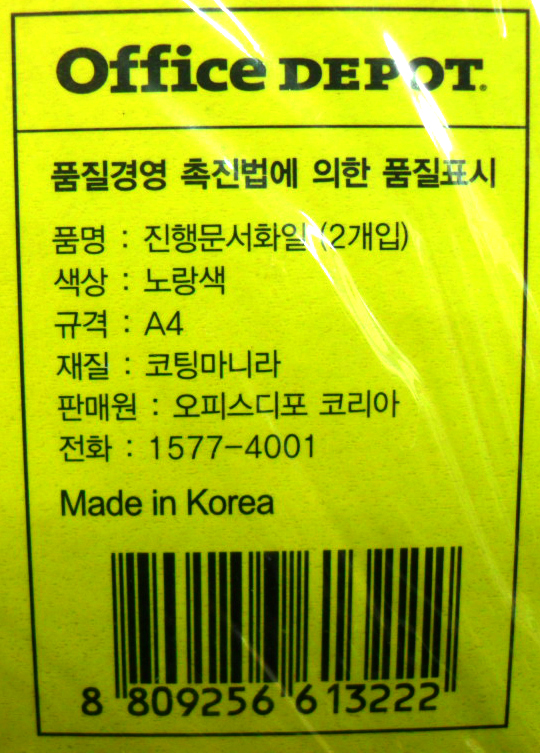 Office DEPOT.
품질경영 촉진법에 의한 품질표시
품명 : 진행문서화일 (2개입)
색상 : 노랑색
규격 : A4
재질 : 코팅마니라
판매원 : 오피스디포 코리아
전화 : 1577-4001
Made in Korea
8 809256 613222